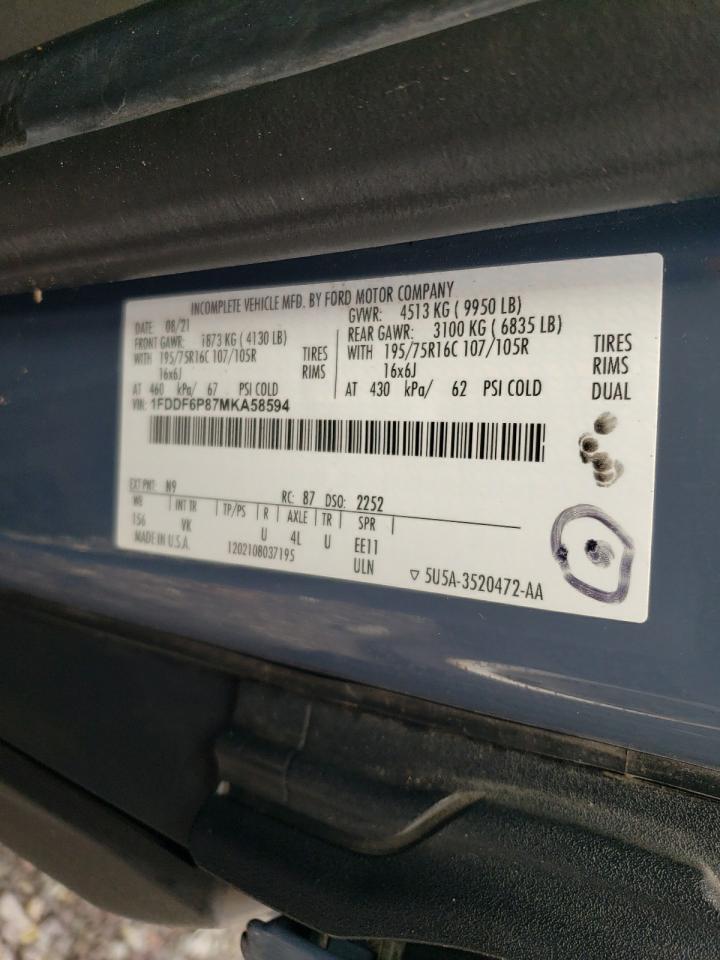 INCOMPLETE VEHICLE MFD. BY FORD MOTOR COMPANY
DATE 08/21 GVWR: 4513 KG ( 9950 LB)
FRONT GAWR: 1873 KG ( 4130 LB) REAR GAWR: 3100 KG ( 6835 LB)
WITH 195/75R16C 107/105R TIRES WITH 195/75R16C 107/105R TIRES
16x6J RIMS 16x6J RIMS
AT 460 kPa/ 67 PSI COLD AT 430 kPa/ 62 PSI COLD DUAL
VIN: 1FDDF6P87MKA58594
EXT PNT: N9 RC: 87 DSO: 2252
WB INT TR TP/PS R AXLE TR SPR
156 VK U 4L U EE11
MADE IN U.S.A. 1202108037195 ULN ▽ 5U5A-3520472-AA